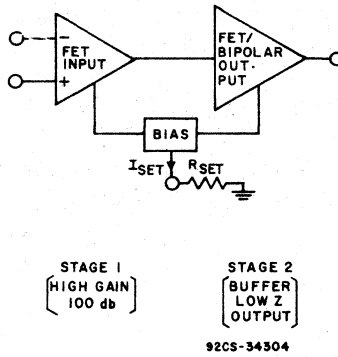 −
+
FET
INPUT
FET/
BIPOLAR
OUT-
PUT
BIAS
ISET
RSET
STAGE 1
HIGH GAIN
100 db
STAGE 2
BUFFER
LOW Z
OUTPUT
92CS-34304